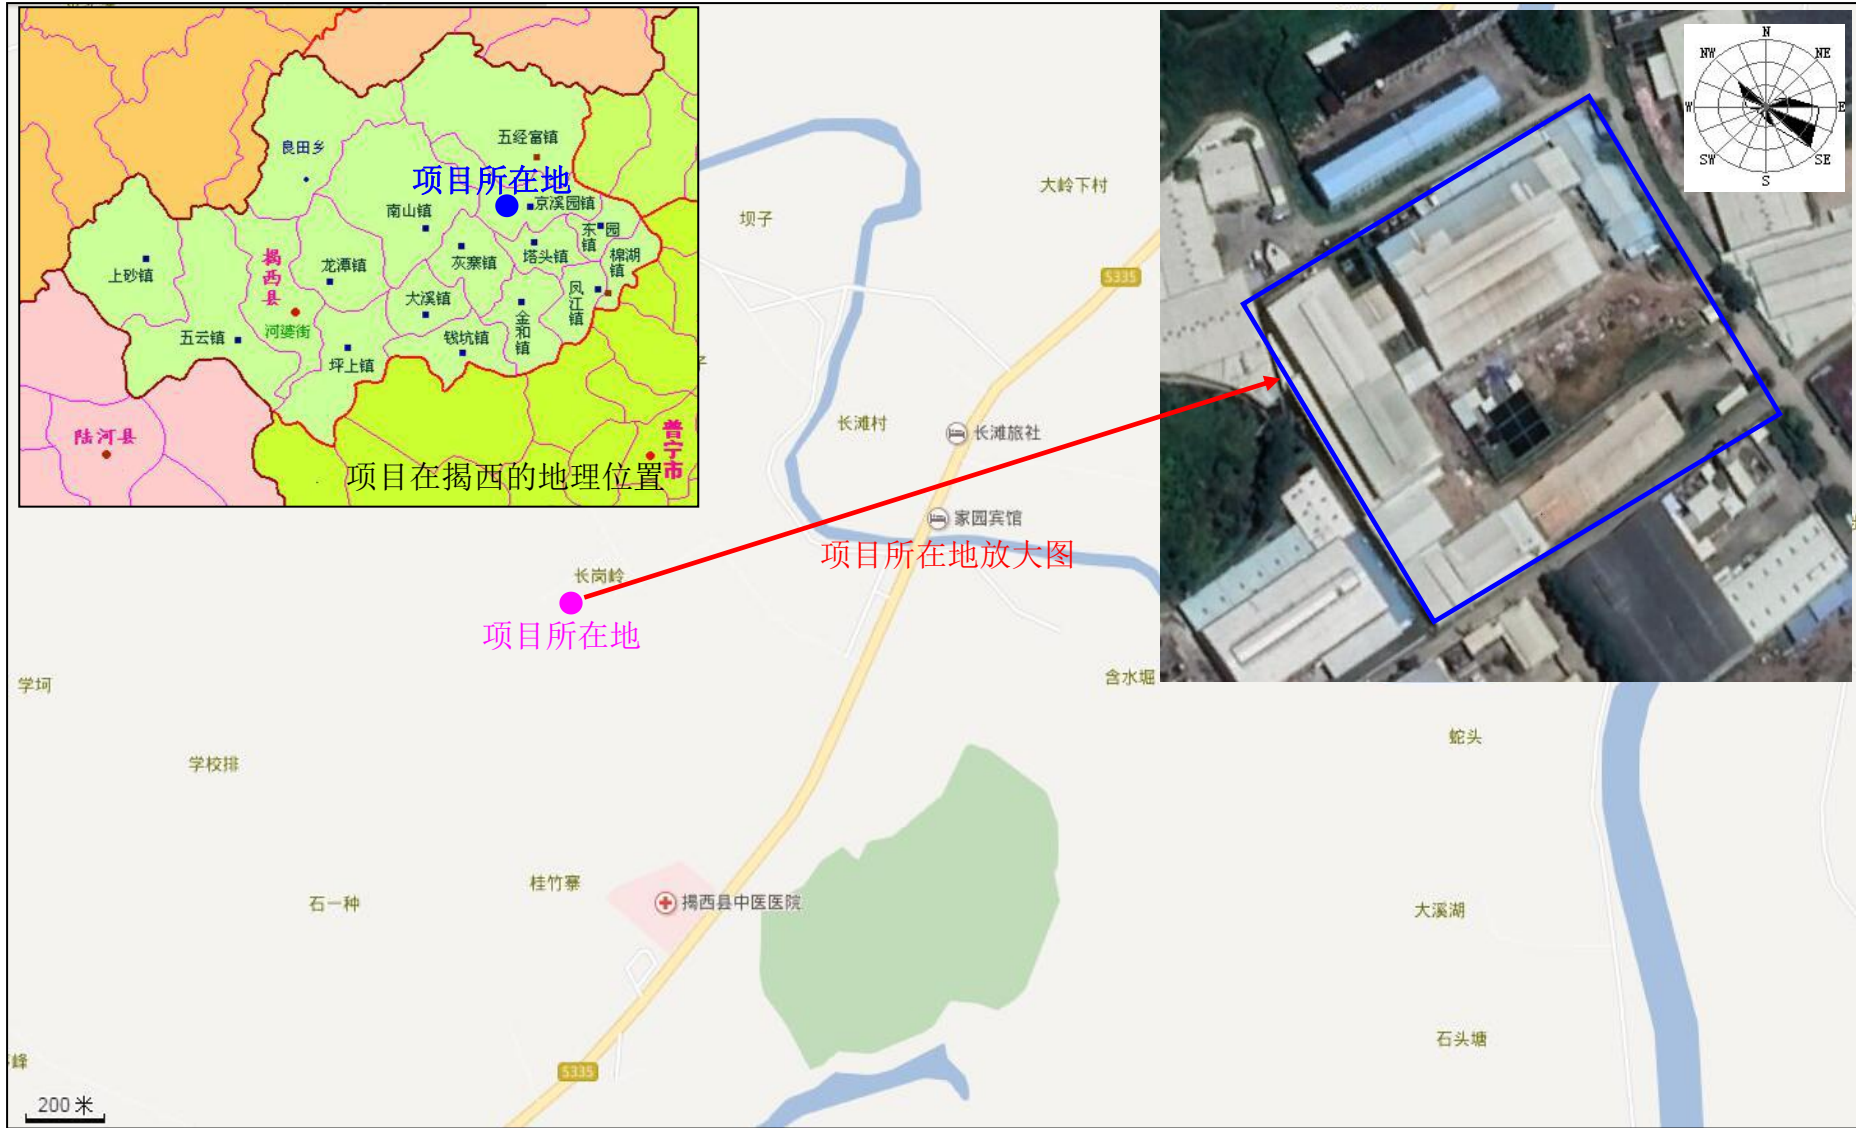 五经富镇
良田乡
项目所在地
南山镇
京溪园镇
东园镇
棉湖镇
灰寨镇
塔头镇
上砂镇
揭西县
龙潭镇
大溪镇
凤江镇
金和镇
河婆街
五云镇
坪上镇
钱坑镇
陆河县
普宁市
项目在揭西的地理位置
N
NW
NE
W
E
SW
SE
S
大岭下村
坝子
S335
长滩村
长滩旅社
家园宾馆
项目所在地放大图
长岗岭
项目所在地
含水堀
学坷
蛇头
学校排
桂竹寨
石一种
揭西县中医医院
大溪湖
石头塘
峰
S335
200 米